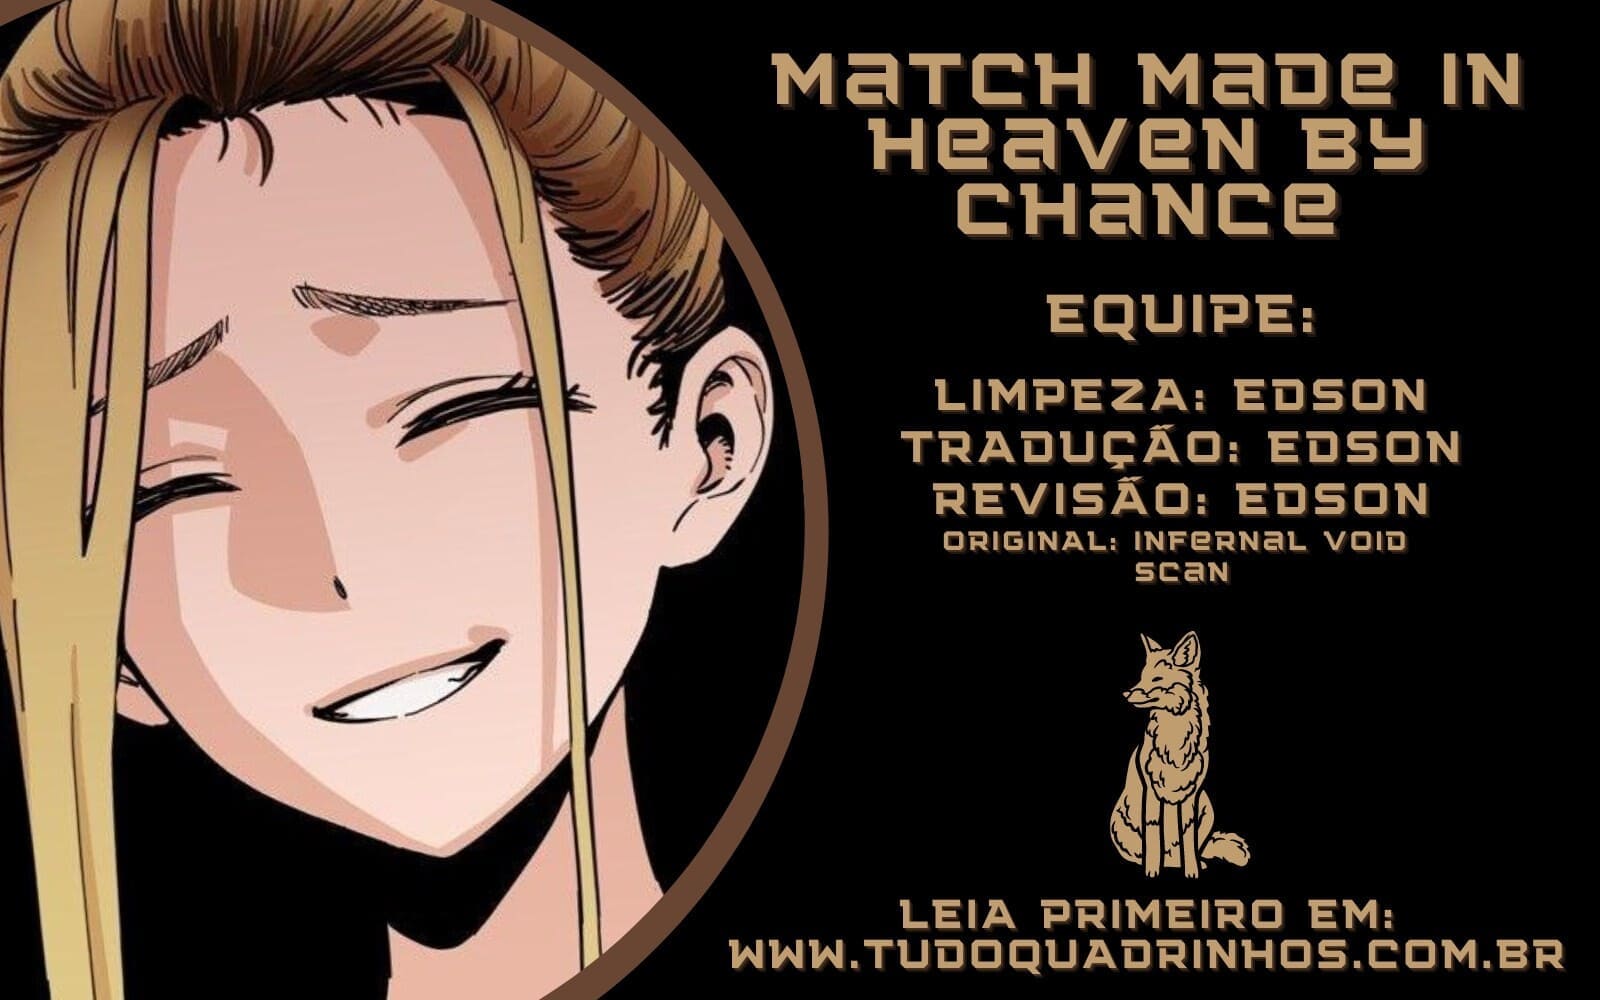 MATCH MADE IN
HEAVEN BY
CHANCE
EQUIPE:
LIMPEZA: EDSON
TRADUÇÃO: EDSON
REVISÃO: EDSON
ORIGINAL: INFERNAL VOID
SCAN
LEIA PRIMEIRO EM:
WWW.TUDOQUADRINHOS.COM.BR